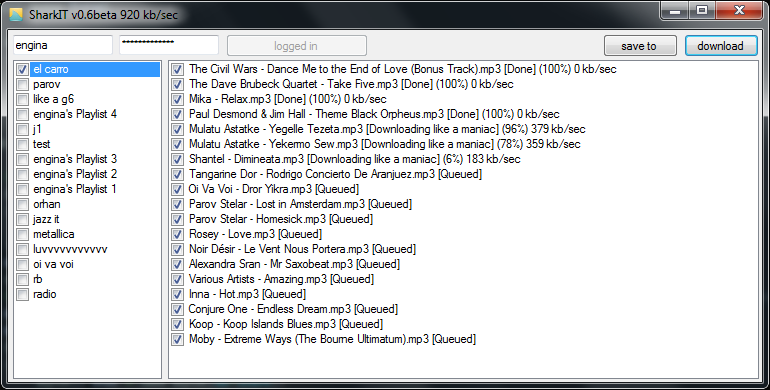 SharkIT v0.6beta 920 kb/sec
engina
*************
logged in
save to
download
el carro
parov
like a g6
engina's Playlist 4
j1
test
engina's Playlist 3
engina's Playlist 2
engina's Playlist 1
orhan
jazz it
metallica
luvvvvvvvvvvv
oi va voi
rb
radio
The Civil Wars - Dance Me to the End of Love (Bonus Track).mp3 [Done] (100%) 0 kb/sec
The Dave Brubeck Quartet - Take Five.mp3 [Done] (100%) 0 kb/sec
Mika - Relax.mp3 [Done] (100%) 0 kb/sec
Paul Desmond & Jim Hall - Theme Black Orpheus.mp3 [Done] (100%) 0 kb/sec
Mulatu Astatke - Yegelle Tezeta.mp3 [Downloading like a maniac] (96%) 379 kb/sec
Mulatu Astatke - Yekermo Sew.mp3 [Downloading like a maniac] (78%) 359 kb/sec
Shantel - Dimineata.mp3 [Downloading like a maniac] (6%) 183 kb/sec
Tangarine Dor - Rodrigo Concierto De Aranjuez.mp3 [Queued]
Oi Va Voi - Dror Yikra.mp3 [Queued]
Parov Stelar - Lost in Amsterdam.mp3 [Queued]
Parov Stelar - Homesick.mp3 [Queued]
Rosey - Love.mp3 [Queued]
Noir Désir - Le Vent Nous Portera.mp3 [Queued]
Alexandra Sran - Mr Saxobeat.mp3 [Queued]
Various Artists - Amazing.mp3 [Queued]
Inna - Hot.mp3 [Queued]
Conjure One - Endless Dream.mp3 [Queued]
Koop - Koop Islands Blues.mp3 [Queued]
Moby - Extreme Ways (The Bourne Ultimatum).mp3 [Queued]